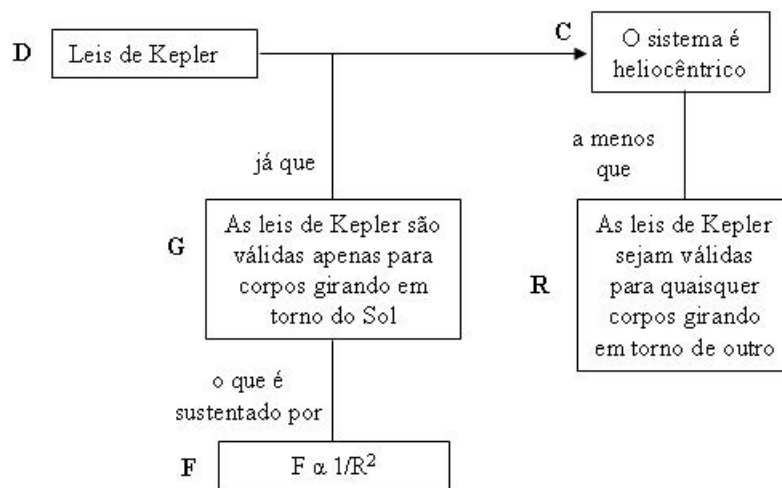 D
Leis de Kepler
C
O sistema é
heliocêntrico
já que
a menos
que
G
As leis de Kepler são
válidas apenas para
corpos girando em
torno do Sol
R
As leis de Kepler
sejam válidas
para quaisquer
corpos girando
em torno de outro
o que é
sustentado por
F
F α 1/R²